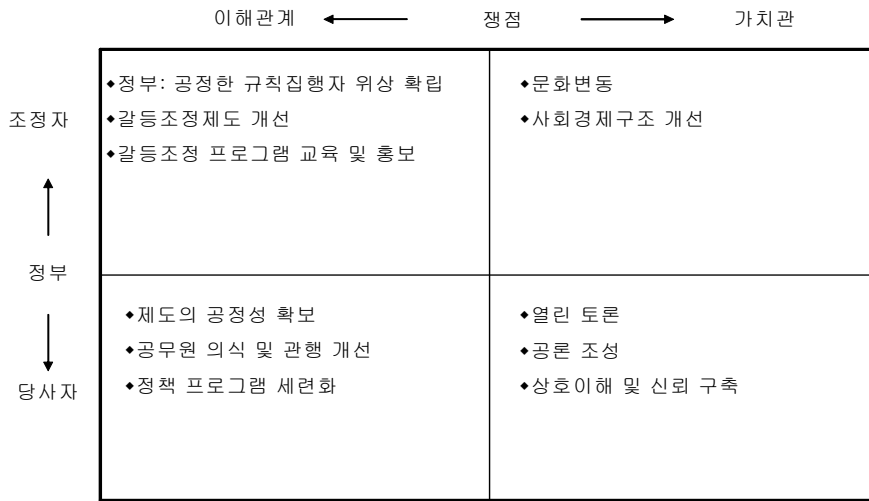 이해관계 쟁점 가치관
◆정부: 공정한 규칙집행자 위상 확립
◆갈등조정제도 개선
◆갈등조정 프로그램 교육 및 홍보
◆문화변동
◆사회경제구조 개선
조정자
정부
당사자
◆제도의 공정성 확보
◆공무원 의식 및 관행 개선
◆정책 프로그램 세련화
◆열린 토론
◆공론 조성
◆상호이해 및 신뢰 구축